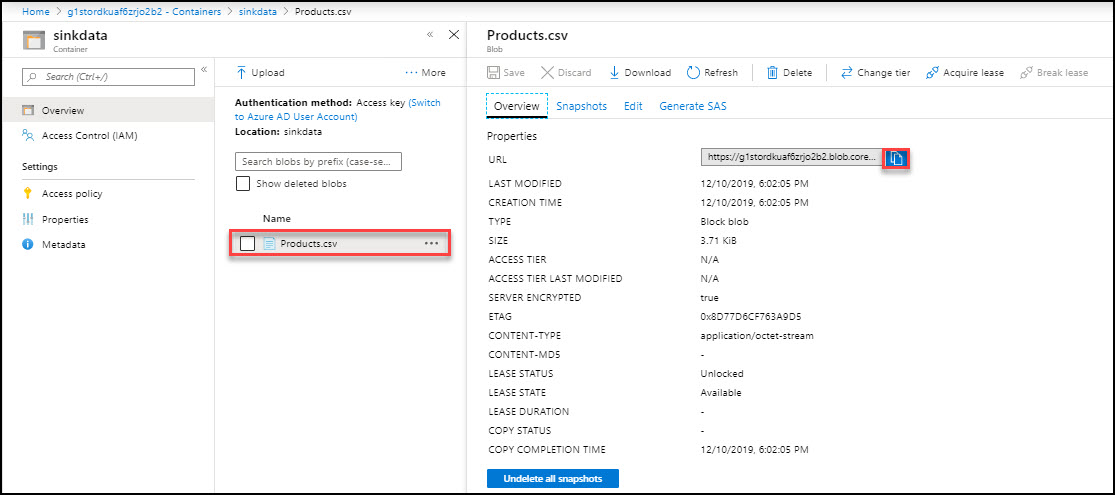 Home > g1stordkuaf6zrjo2b2 - Containers > sinkdata > Products.csv
sinkdata
Container
Search (Ctrl+/)
Overview
Access Control (IAM)
Settings
Access policy
Properties
Metadata
Upload
More
Authentication method: Access key (Switch
to Azure AD User Account)
Location: sinkdata
Search blobs by prefix (case-se...
Show deleted blobs
Name
Products.csv
Products.csv
Blob
Save Discard Download Refresh Delete Change tier Acquire lease Break lease
Overview Snapshots Edit Generate SAS
Properties
URL https://g1stordkuaf6zrjo2b2.blob.core...
LAST MODIFIED 12/10/2019, 6:02:05 PM
CREATION TIME 12/10/2019, 6:02:05 PM
TYPE Block blob
SIZE 3.71 KiB
ACCESS TIER N/A
ACCESS TIER LAST MODIFIED N/A
SERVER ENCRYPTED true
ETAG 0x8D77D6CF763A9D5
CONTENT-TYPE application/octet-stream
CONTENT-MD5 -
LEASE STATUS Unlocked
LEASE STATE Available
LEASE DURATION -
COPY STATUS -
COPY COMPLETION TIME 12/10/2019, 6:02:05 PM
Undelete all snapshots